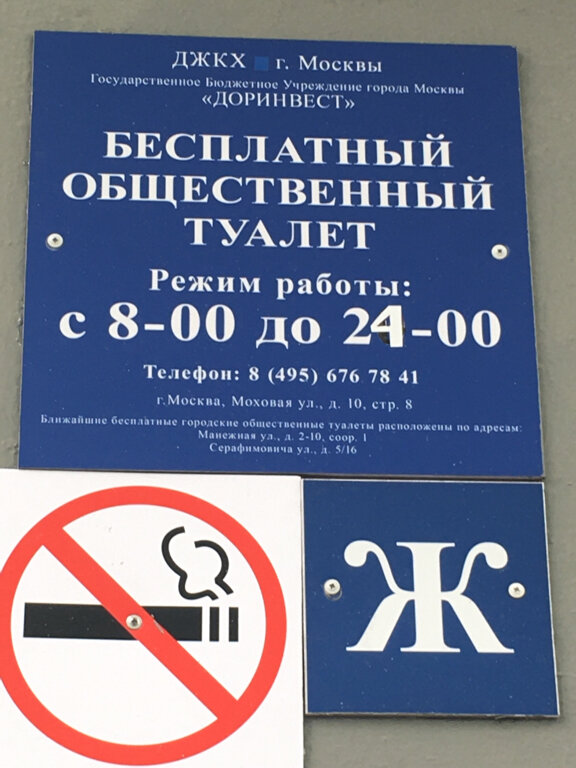 ДЖКХ г. Москвы
Государственное Бюджетное Учреждение города Москвы
«ДОРИНВЕСТ»
БЕСПЛАТНЫЙ
ОБЩЕСТВЕННЫЙ
ТУАЛЕТ
Режим работы:
с 8-00 до 24-00
Телефон: 8 (495) 676 78 41
г.Москва, Моховая ул., д. 10, стр. 8
Ближайшие бесплатные городские общественные туалеты расположены по адресам:
Манежная ул., д. 2-10, соор. 1
Серафимовича ул., д. 5/16
Ж